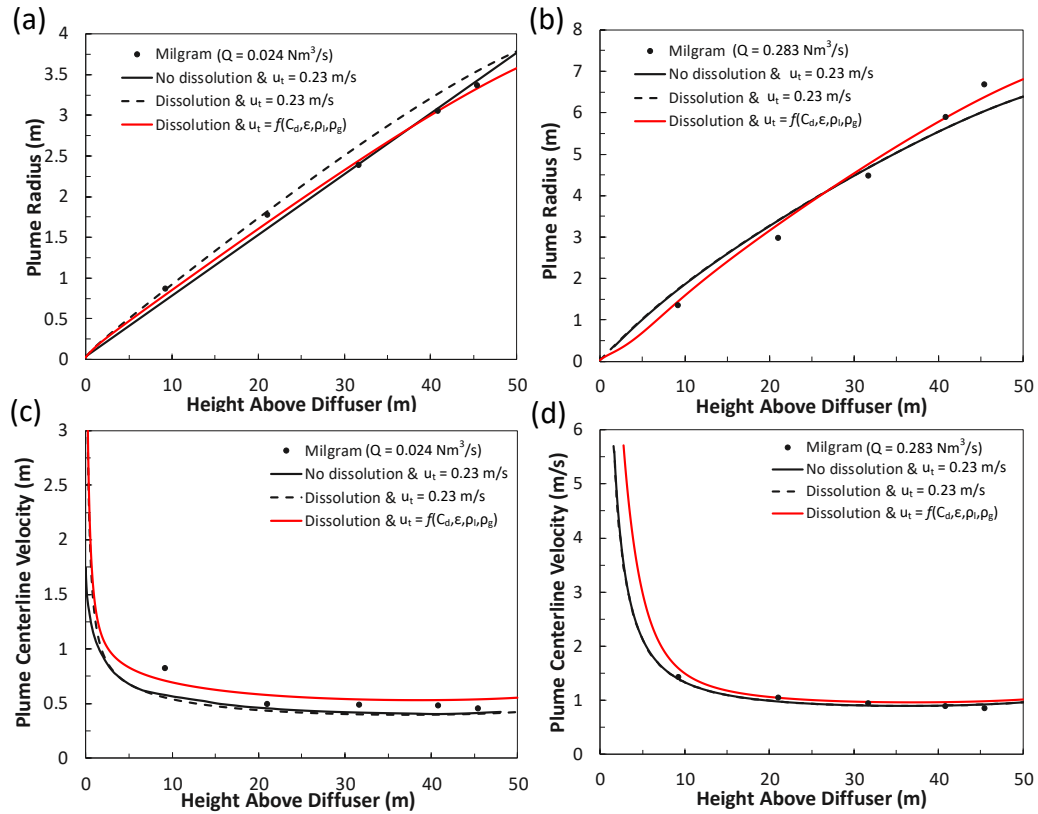 (a)
4
3.5
3
2.5
2
1.5
1
0.5
0
Plume Radius (m)
Milgram (Q = 0.024 Nm³/s)
No dissolution & uₜ = 0.23 m/s
Dissolution & uₜ = 0.23 m/s
Dissolution & uₜ = f(C_d,ε,ρ_l,ρ_g)
0 10 20 30 40 50
Height Above Diffuser (m)
(b)
8
7
6
5
4
3
2
1
0
Plume Radius (m)
Milgram (Q = 0.283 Nm³/s)
No dissolution & uₜ = 0.23 m/s
Dissolution & uₜ = 0.23 m/s
Dissolution & uₜ = f(C_d,ε,ρ_l,ρ_g)
0 10 20 30 40 50
Height Above Diffuser (m)
(c)
3
2.5
2
1.5
1
0.5
0
Plume Centerline Velocity (m)
Milgram (Q = 0.024 Nm³/s)
No dissolution & uₜ = 0.23 m/s
Dissolution & uₜ = 0.23 m/s
Dissolution & uₜ = f(C_d,ε,ρ_l,ρ_g)
0 10 20 30 40 50
Height Above Diffuser (m)
(d)
6
5
4
3
2
1
0
Plume Centerline Velocity (m/s)
Milgram (Q = 0.283 Nm³/s)
No dissolution & uₜ = 0.23 m/s
Dissolution & uₜ = 0.23 m/s
Dissolution & uₜ = f(C_d,ε,ρ_l,ρ_g)
0 10 20 30 40 50
Height Above Diffuser (m)